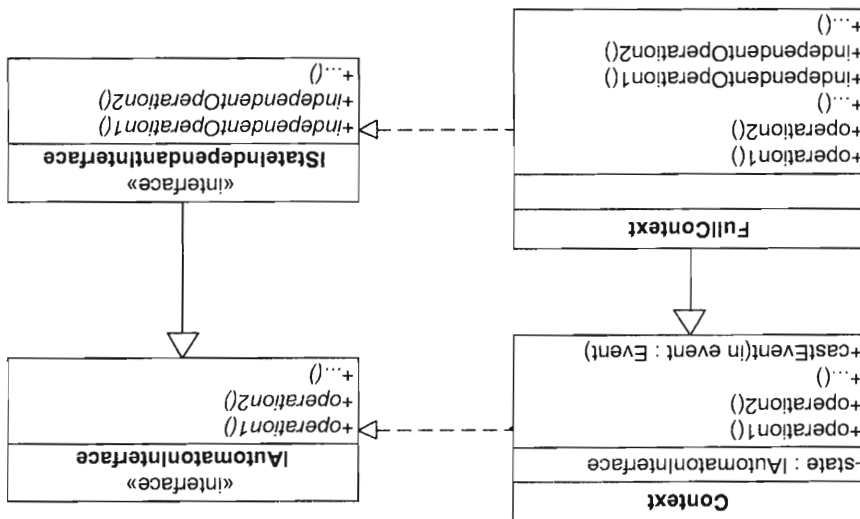 Context
-state : IAutomatonInterface
+operation1()
+operation2()
+...()
+castEvent(in event : Event)
«interface»
IAutomatonInterface
+operation1()
+operation2()
+...()
FullContext
+operation1()
+operation2()
+...()
+independentOperation1()
+independentOperation2()
+...()
«interface»
IStateIndependantInterface
+independentOperation1()
+independentOperation2()
+...()